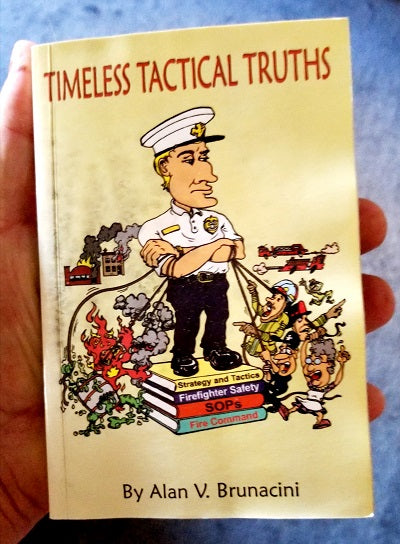 TIMELESS TACTICAL TRUTHS
Strategy and Tactics
Firefighter Safety
SOPs
Fire Command
By Alan V. Brunacini